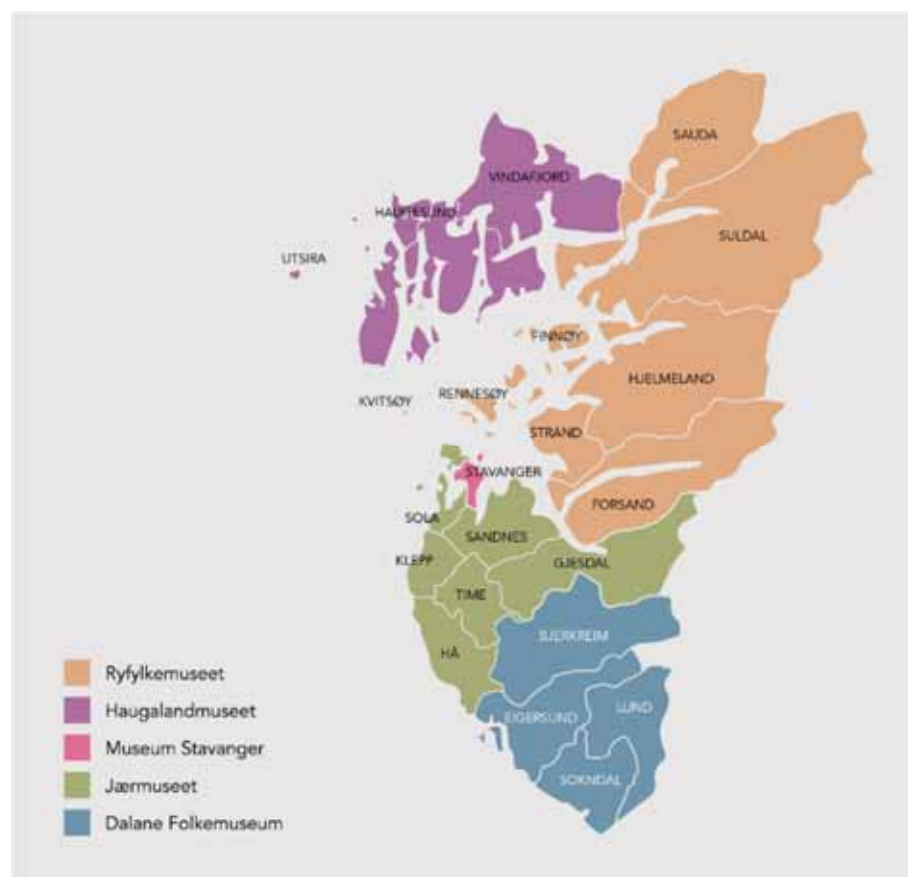 SAUDA
VINDAFJORD
HAUGESUND
SULDAL
UTSIRA
FINNØY
HJELMELAND
RENNESØY
KVITSØY
STRAND
STAVANGER
FORSAND
SOLA
SANDNES
KLEPP
GJESDAL
TIME
BJERKREIM
HÅ
Ryfylkemuseet
Haugalandmuseet
EIGERSUND
LUND
Museum Stavanger
SOKNDAL
Jærmuseet
Dalane Folkemuseum